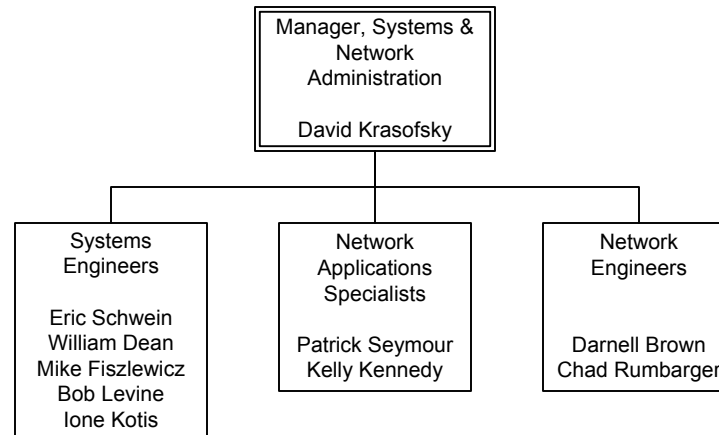 Manager, Systems &
Network
Administration
David Krasofsky
Systems
Engineers
Eric Schwein
William Dean
Mike Fiszlewicz
Bob Levine
Ione Kotis
Network
Applications
Specialists
Patrick Seymour
Kelly Kennedy
Network
Engineers
Darnell Brown
Chad Rumbarger